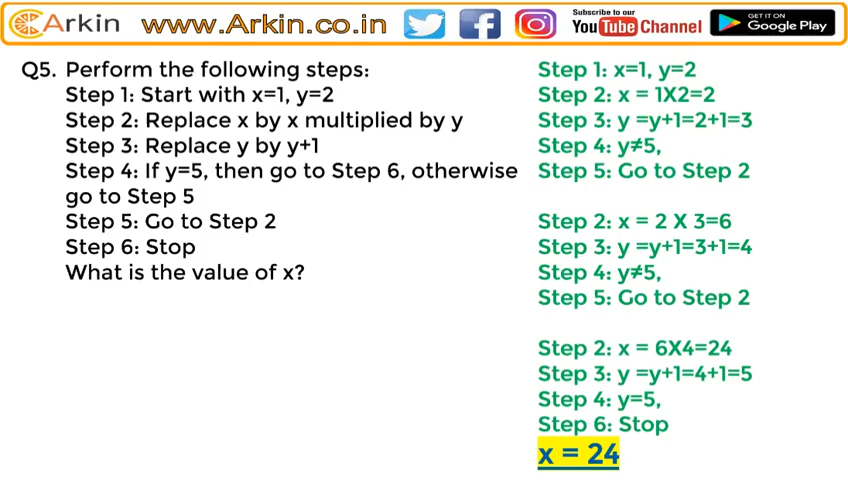 Arkin www.Arkin.co.in Subscribe to our YouTube Channel GET IT ON Google Play
Q5. Perform the following steps:
Step 1: Start with x=1, y=2
Step 2: Replace x by x multiplied by y
Step 3: Replace y by y+1
Step 4: If y=5, then go to Step 6, otherwise
go to Step 5
Step 5: Go to Step 2
Step 6: Stop
What is the value of x?
Step 1: x=1, y=2
Step 2: x = 1X2=2
Step 3: y =y+1=2+1=3
Step 4: y≠5,
Step 5: Go to Step 2
Step 2: x = 2 X 3=6
Step 3: y =y+1=3+1=4
Step 4: y≠5,
Step 5: Go to Step 2
Step 2: x = 6X4=24
Step 3: y =y+1=4+1=5
Step 4: y=5,
Step 6: Stop
x = 24